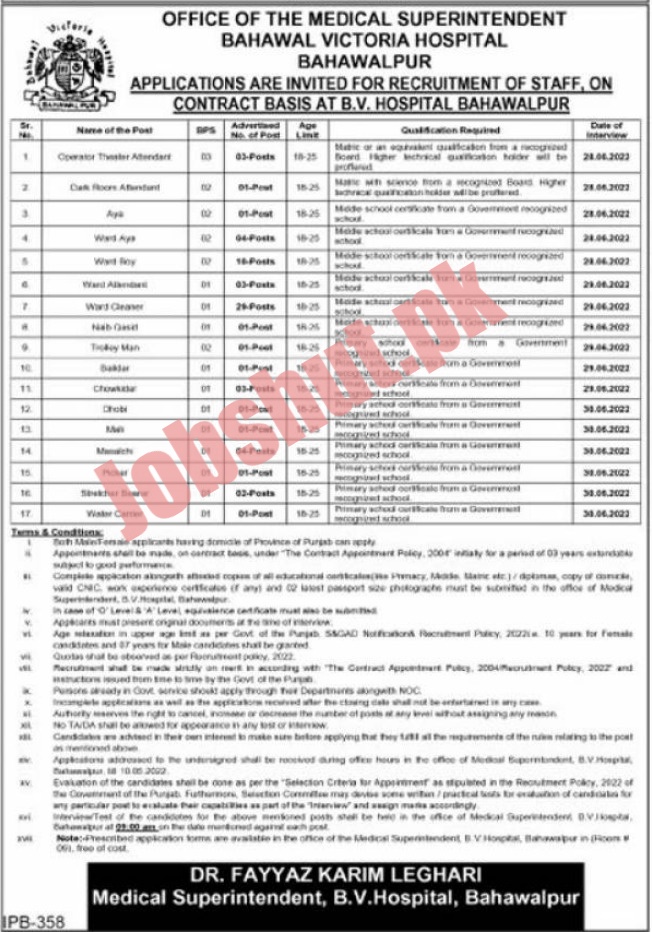 OFFICE OF THE MEDICAL SUPERINTENDENT
BAHAWAL VICTORIA HOSPITAL
BAHAWALPUR
APPLICATIONS ARE INVITED FOR RECRUITMENT OF STAFF, ON
CONTRACT BASIS AT B.V. HOSPITAL BAHAWALPUR
Bahawal Victoria Hospital
BAHAWALPUR
Sr. No. Name of the Post BPS Advertised No. of Post Age Limit Qualification Required Date of Interview
1. Operator Theater Attendant 03 03-Posts 18-25 Matric or an equivalent qualification from a recognized
Board. Higher technical qualification holder will be
proffered. 28.06.2022
2. Dark Room Attendant 02 01-Post 18-25 Matric with science from a recognized Board. Higher
technical qualification holder will be proffered. 28.06.2022
3. Aya 02 01-Post 18-25 Middle school certificate from a Government recognized
school. 28.06.2022
4. Ward Aya 02 04-Posts 18-25 Middle school certificate from a Government recognized
school. 28.06.2022
5. Ward Boy 02 10-Posts 18-25 Middle school certificate from a Government recognized
school. 28.06.2022
6. Ward Attendant 01 03-Posts 18-25 Middle school certificate from a Government recognized
school. 28.06.2022
7. Ward Cleaner 01 29-Posts 18-25 Middle school certificate from a Government recognized
school. 29.06.2022
8. Naib Qasid 01 01-Post 18-25 Middle school certificate from a Government recognized
school. 29.06.2022
9. Trolley Man 02 01-Post 18-25 Primary school certificate from a Government
recognized school. 29.06.2022
10. Baildar 01 01-Post 18-25 Primary school certificate from a Government
recognized school. 29.06.2022
11. Chowkidar 01 03-Posts 18-25 Primary school certificate from a Government
recognized school. 29.06.2022
12. Dhobi 01 01-Post 18-25 Primary school certificate from a Government
recognized school. 30.06.2022
13. Mali 01 01-Post 18-25 Primary school certificate from a Government
recognized school. 30.06.2022
14. Masalchi 01 04-Posts 18-25 Primary school certificate from a Government
recognized school. 30.06.2022
15. 01 01-Post 18-25 Primary school certificate from a Government
recognized school. 30.06.2022
16. Stretcher Bearer 01 02-Posts 18-25 Primary school certificate from a Government
recognized school. 30.06.2022
17. Water Carrier 01 01-Post 18-25 Primary school certificate from a Government
recognized school. 30.06.2022
Jobsnut.pk
Terms & Conditions:
i. Both Male/Female applicants having domicile of Province of Punjab can apply.
ii. Appointments shall be made, on contract basis, under "The Contract Appointment Policy, 2004" initially for a period of 03 years extendable
subject to good performance.
iii. Complete application alongwith attested copies of all educational certificates(like Primacy, Middle, Matric etc.) / diplomas, copy of domicile,
valid CNIC, work experience certificates (if any) and 02 latest passport size photographs must be submitted in the office of Medical
Superintendent, B.V.Hospital, Bahawalpur.
iv. In case of 'O' Level & 'A' Level, equivalence certificate must also be submitted.
v. Applicants must present original documents at the time of interview.
vi. Age relaxation in upper age limit as per Govt. of the Punjab, S&GAD Notification& Recruitment Policy, 2022i.e. 10 years for Female
candidates and 07 years for Male candidates shall be granted.
vii. Quotas shall be observed as per Recruitment policy, 2022.
viii. Recruitment shall be made strictly on merit in according with "The Contract Appointment Policy, 2004/Recruitment Policy, 2022" and
instructions issued from time to time by the Govt. of the Punjab.
ix. Persons already in Govt. service should apply through their Departments alongwith NOC.
x. Incomplete applications as well as the applications received after the closing date shall not be entertained in any case.
xi. Authority reserves the right to cancel, increase or decrease the number of posts at any level without assigning any reason.
xii. No TA/DA shall be allowed for appearance in any test or interview.
xiii. Candidates are advised in their own interest to make sure before applying that they fulfill all the requirements of the rules relating to the post
as mentioned above.
xiv. Applications addressed to the undersigned shall be received during office hours in the office of Medical Superintendent, B.V.Hospital,
Bahawalpur, till 10.05.2022.
xv. Evaluation of the candidates shall be done as per the "Selection Criteria for Appointment" as stipulated in the Recruitment Policy, 2022 of
the Government of the Punjab. Furthermore, Selection Committee may devise some written / practical tests for evaluation of candidates for
any particular post to evaluate their capabilities as part of the "Interview" and assign marks accordingly.
xvi. Interview/Test of the candidates for the above mentioned posts shall be held in the office of Medical Superintendent, B.V.Hospital,
Bahawalpur at 09:00 am on the date mentioned against each post.
xvii. Note:-Prescribed application forms are available in the office of the Medical Superintendent, B.V.Hospital, Bahawalpur in (Room #
09), free of cost.
DR. FAYYAZ KARIM LEGHARI
Medical Superintendent, B.V.Hospital, Bahawalpur
IPB-358